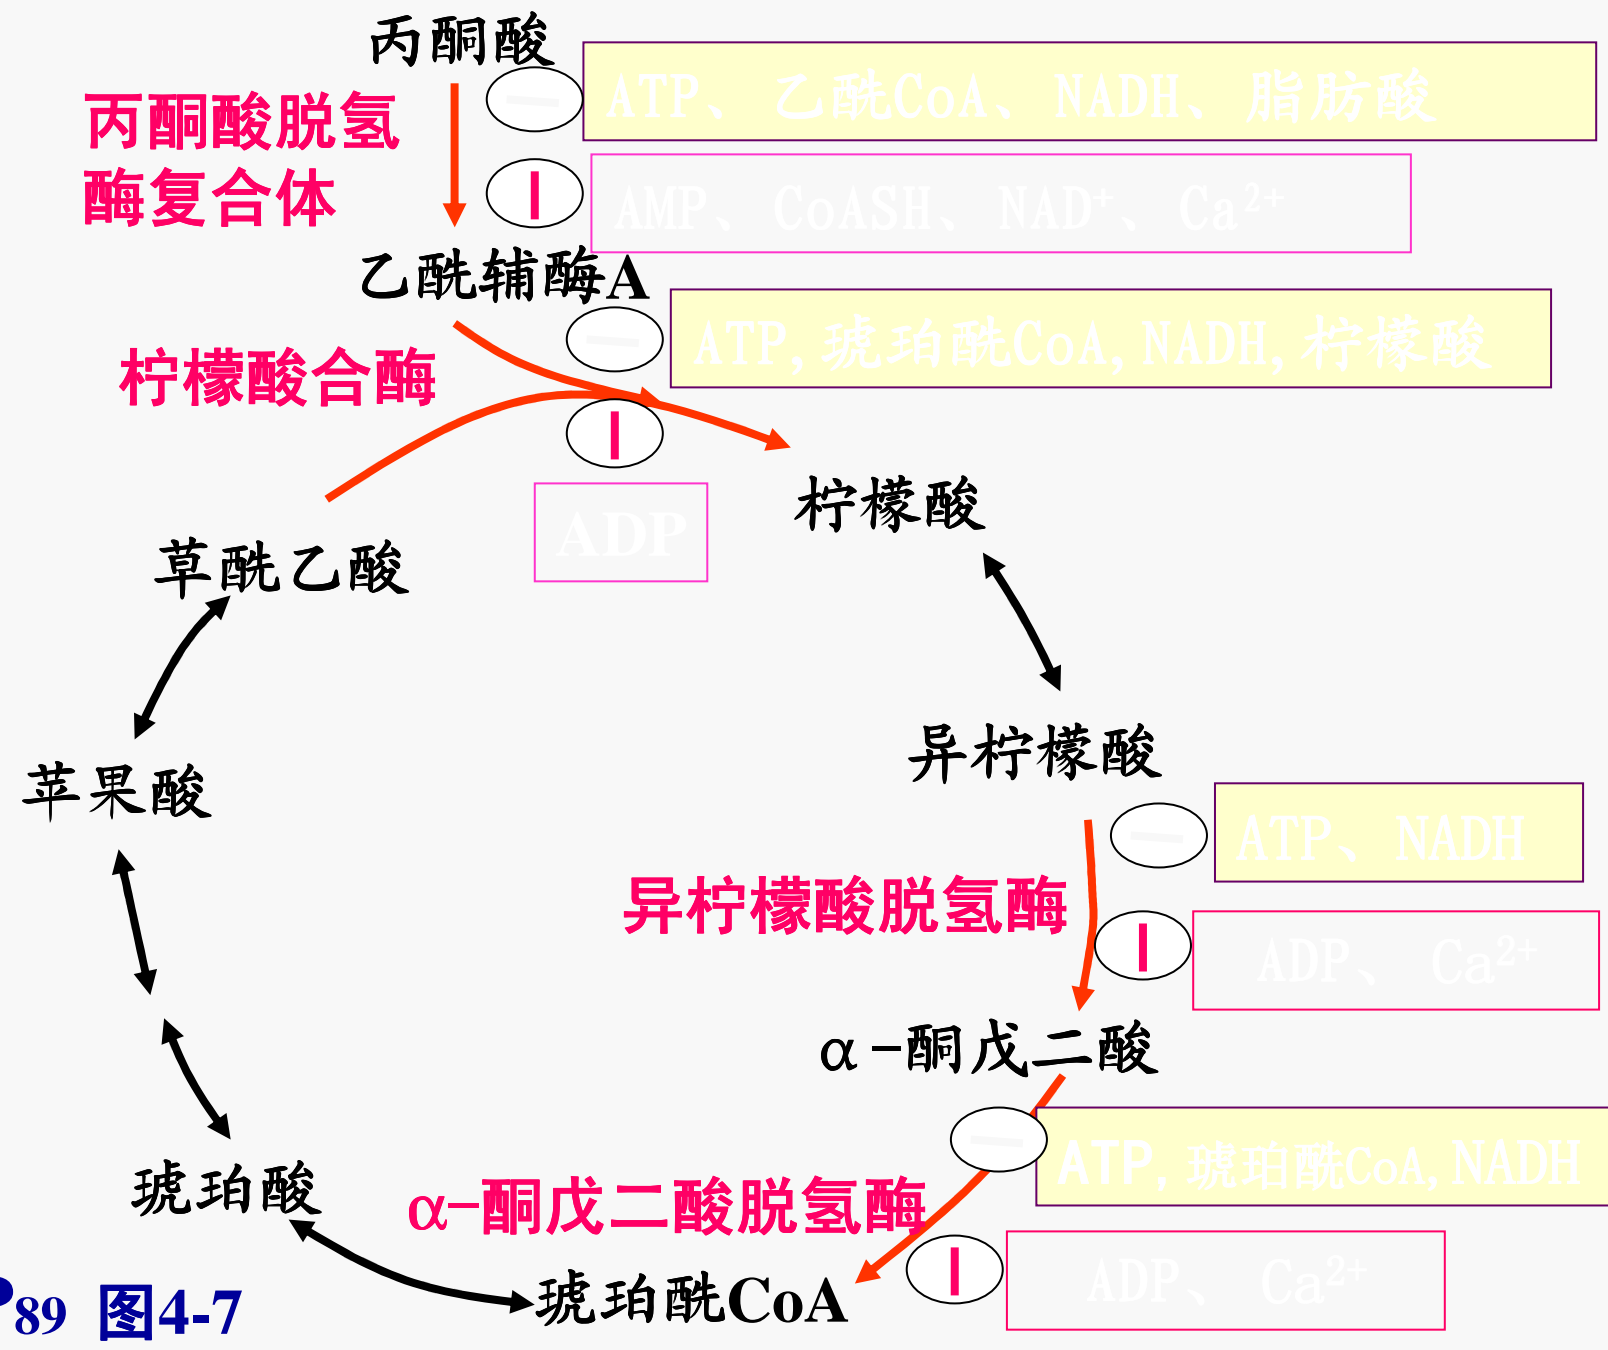 丙酮酸
ATP、乙酰CoA、NADH、脂肪酸
丙酮酸脱氢
酶复合体
AMP、CoASH、NAD⁺、Ca²⁺
乙酰辅酶A
ATP,琥珀酰CoA,NADH,柠檬酸
柠檬酸合酶
柠檬酸
ADP
草酰乙酸
异柠檬酸
苹果酸
ATP、NADH
异柠檬酸脱氢酶
ADP、Ca²⁺
α-酮戊二酸
ATP,琥珀酰CoA,NADH
琥珀酸
α-酮戊二酸脱氢酶
ADP、Ca²⁺
琥珀酰CoA
P89 图4-7